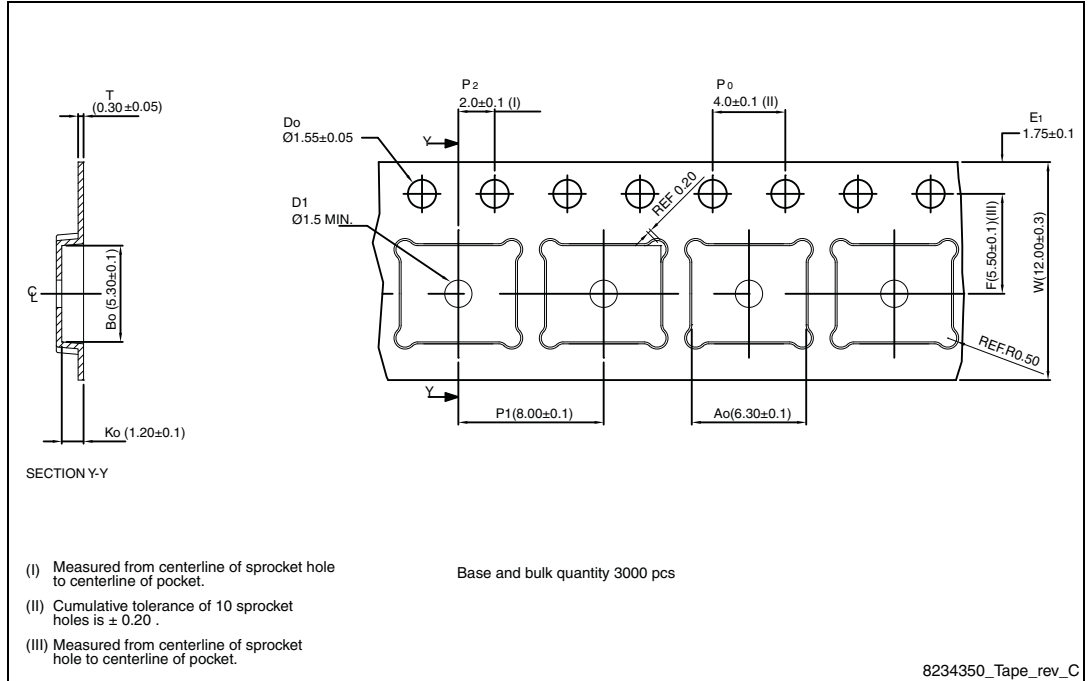 P2
2.0±0.1 (I)
P0
4.0±0.1 (II)
T
(0.30±0.05)
Do
Ø1.55±0.05
E1
1.75±0.1
Y
D1
Ø1.5 MIN.
REF 0.20
F(5.50±0.1)(III)
W(12.00±0.3)
CL
Bo (5.30±0.1)
REF.R0.50
Y
P1(8.00±0.1)
Ao(6.30±0.1)
Ko (1.20±0.1)
SECTION Y-Y
(I) Measured from centerline of sprocket hole
to centerline of pocket.
(II) Cumulative tolerance of 10 sprocket
holes is ± 0.20 .
(III) Measured from centerline of sprocket
hole to centerline of pocket.
Base and bulk quantity 3000 pcs
8234350_Tape_rev_C